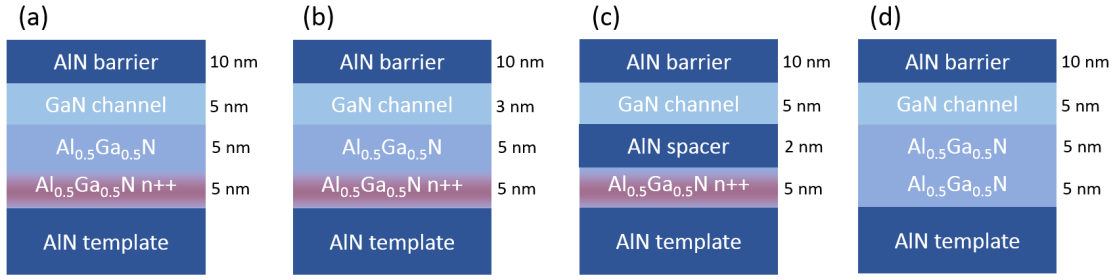 (a)
AlN barrier 10 nm
GaN channel 5 nm
Al₀.₅Ga₀.₅N 5 nm
Al₀.₅Ga₀.₅N n++ 5 nm
AlN template
(b)
AlN barrier 10 nm
GaN channel 3 nm
Al₀.₅Ga₀.₅N 5 nm
Al₀.₅Ga₀.₅N n++ 5 nm
AlN template
(c)
AlN barrier 10 nm
GaN channel 5 nm
AlN spacer 2 nm
Al₀.₅Ga₀.₅N n++ 5 nm
AlN template
(d)
AlN barrier 10 nm
GaN channel 5 nm
Al₀.₅Ga₀.₅N 5 nm
Al₀.₅Ga₀.₅N 5 nm
AlN template